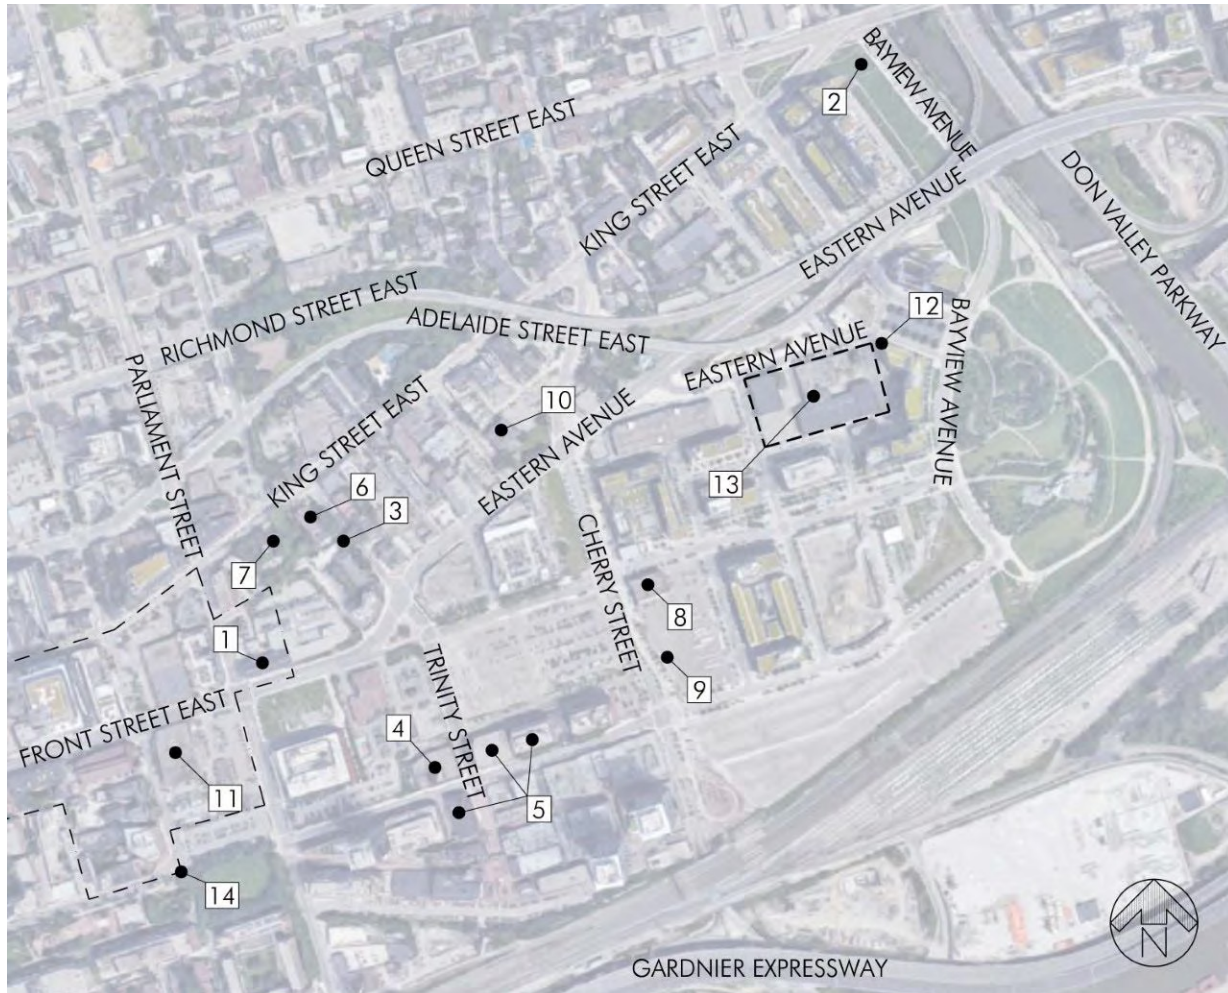 BAYVIEW AVENUE
2
QUEEN STREET EAST
KING STREET EAST
DON VALLEY PARKWAY
EASTERN AVENUE
RICHMOND STREET EAST
ADELAIDE STREET EAST
12
BAYVIEW AVENUE
EASTERN AVENUE
PARLIAMENT STREET
KING STREET EAST
10
EASTERN AVENUE
13
6
3
7
CHERRY STREET
8
1
TRINITY STREET
9
FRONT STREET EAST
4
11
5
14
N
GARDNIER EXPRESSWAY